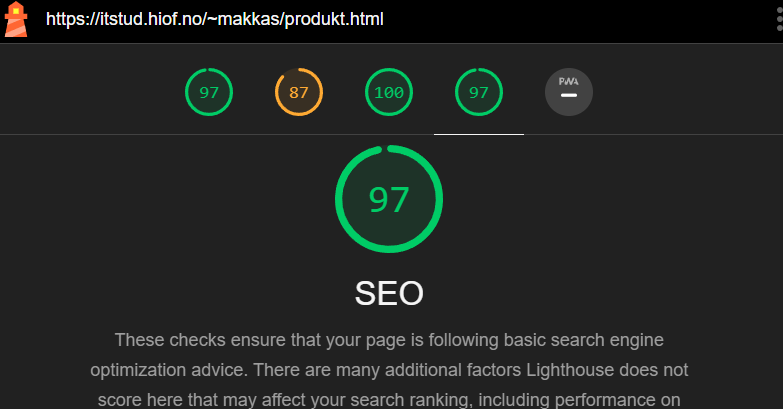 https://itstud.hiof.no/~makkas/produkt.html
97 87 100 97 PWA
97
SEO
These checks ensure that your page is following basic search engine
optimization advice. There are many additional factors Lighthouse does not
score here that may affect your search ranking, including performance on